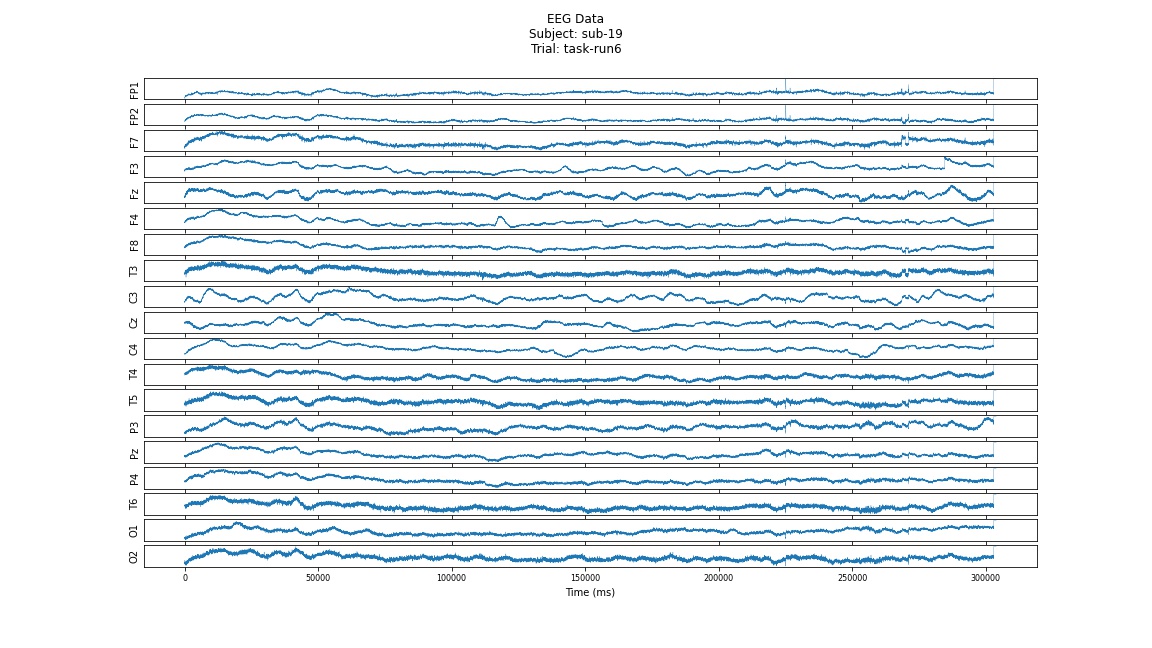 EEG Data
Subject: sub-19
Trial: task-run6
FP1
FP2
F7
F3
Fz
F4
F8
T3
C3
Cz
C4
T4
T5
P3
Pz
P4
T6
O1
O2
0 50000 100000 150000 200000 250000 300000
Time (ms)